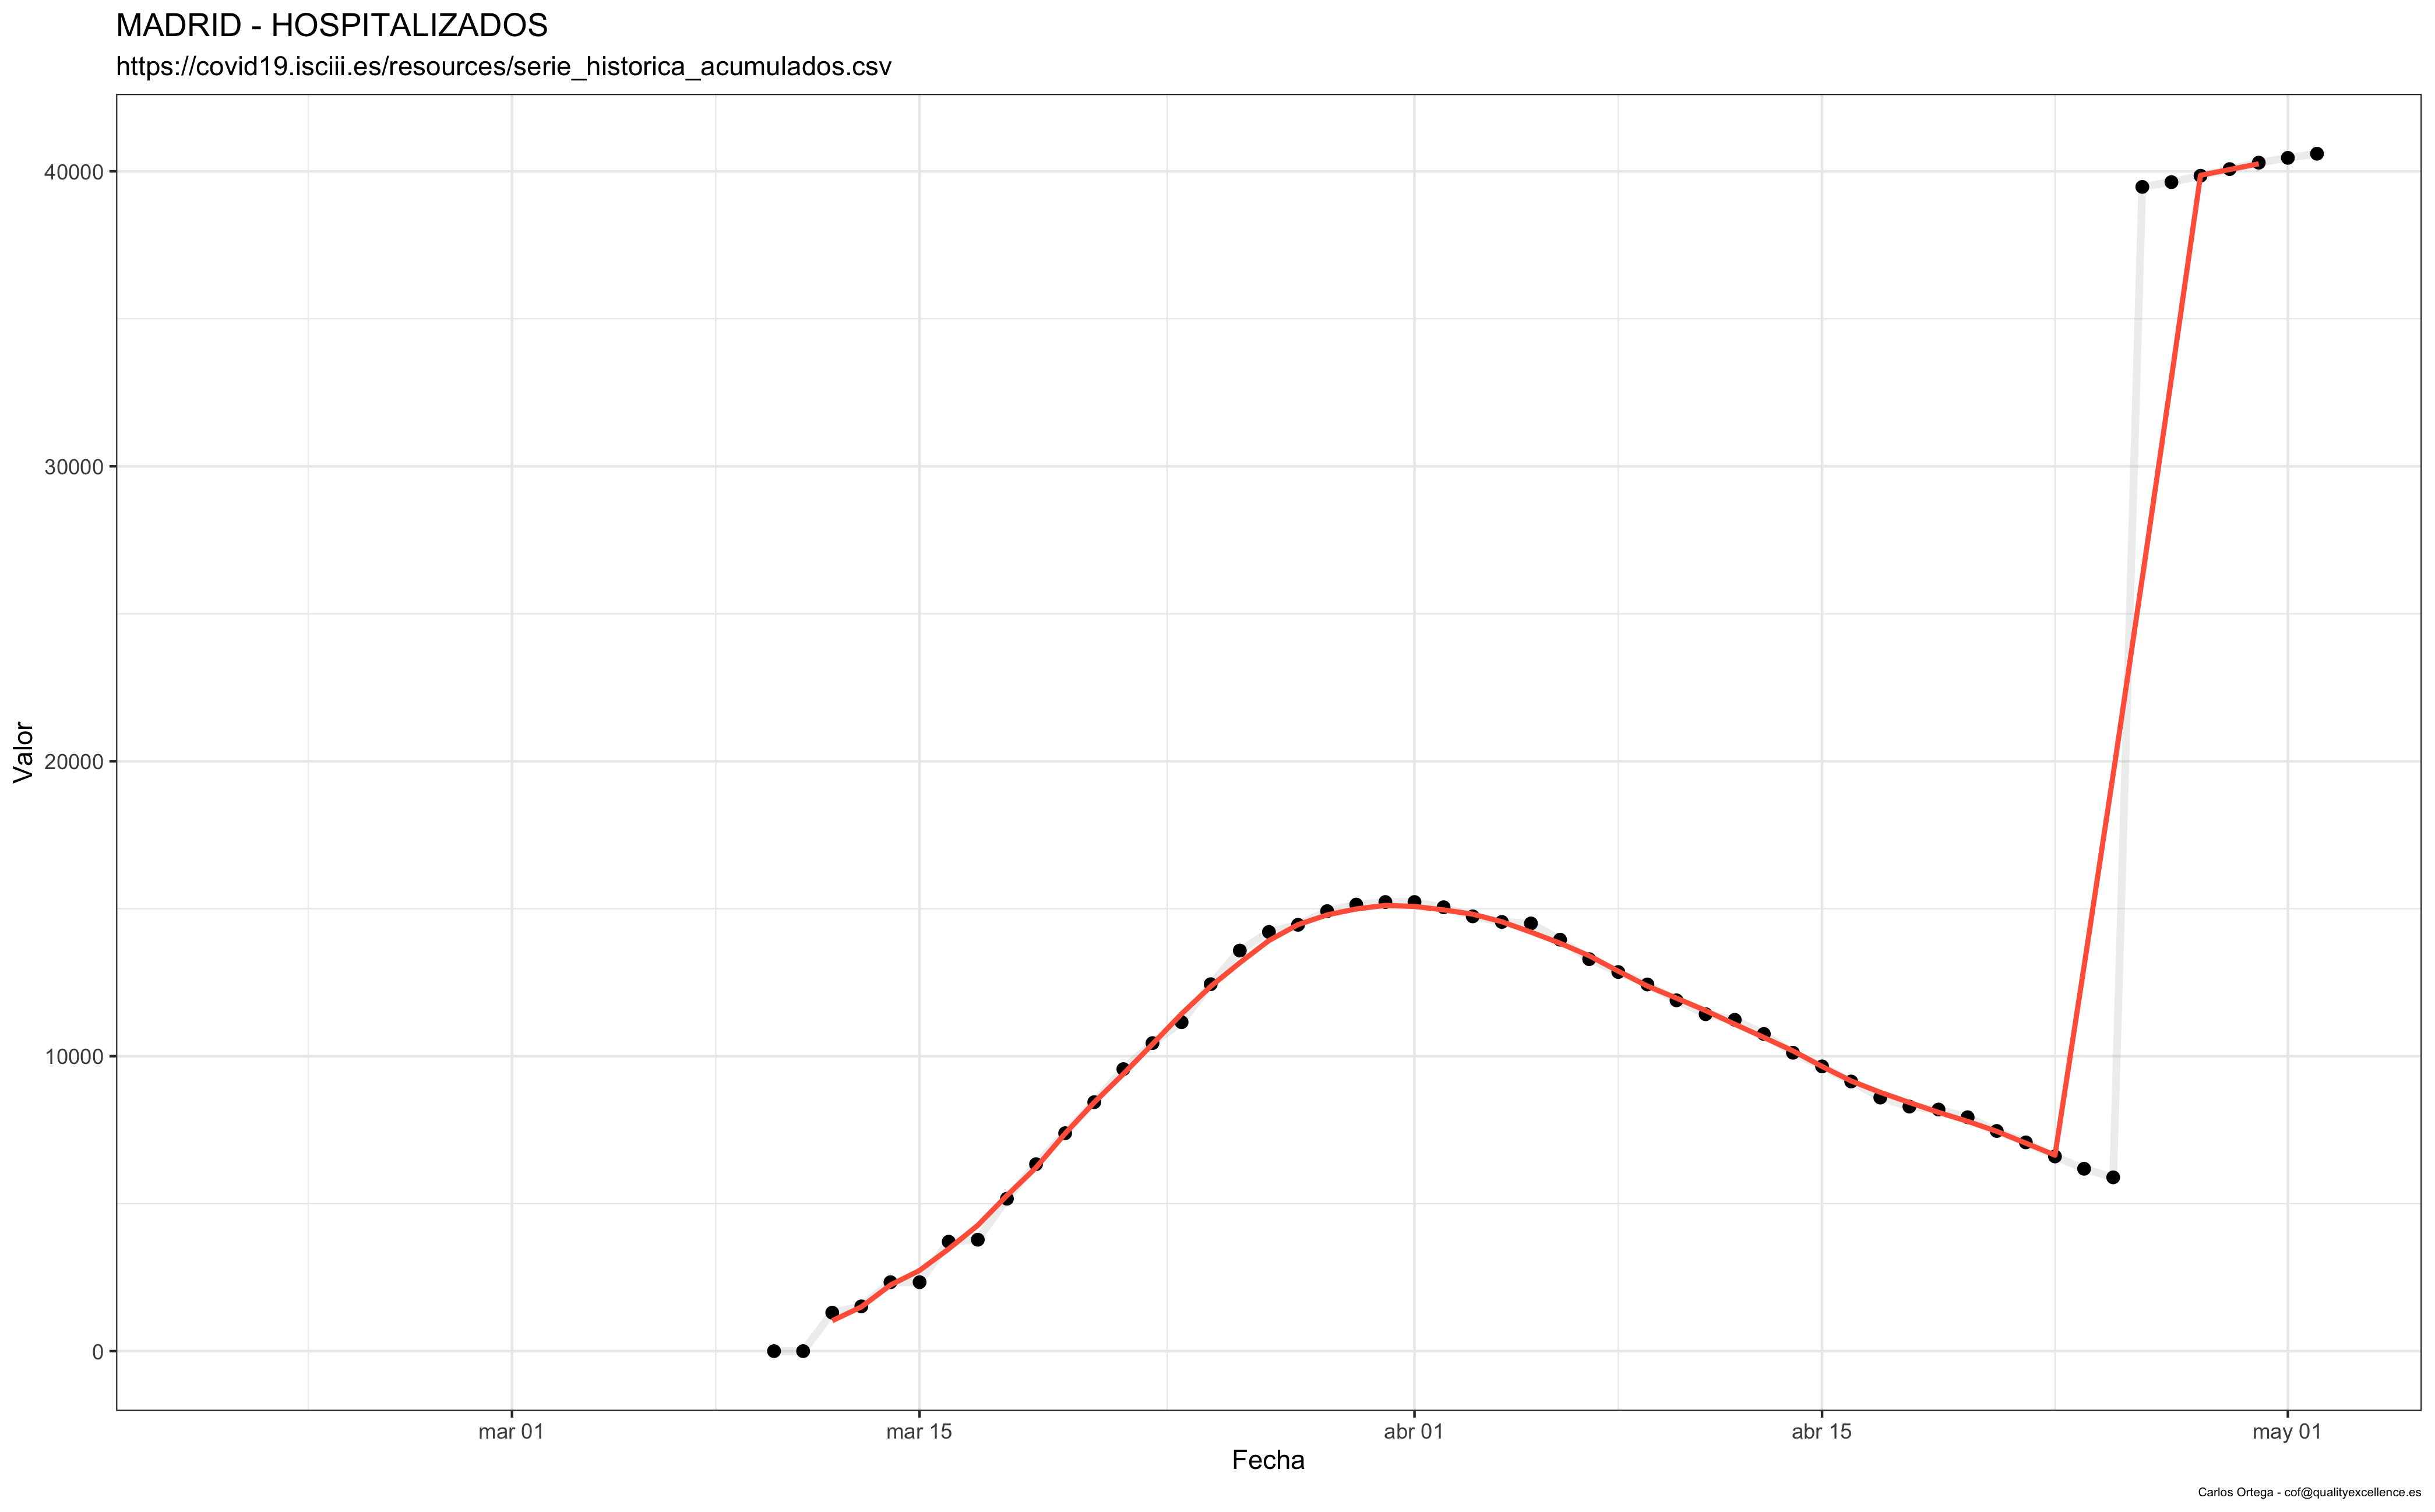 MADRID - HOSPITALIZADOS
https://covid19.isciii.es/resources/serie_historica_acumulados.csv
Valor
40000
30000
20000
10000
0
mar 01
mar 15
abr 01
abr 15
may 01
Fecha
Carlos Ortega - cof@qualityexcellence.es